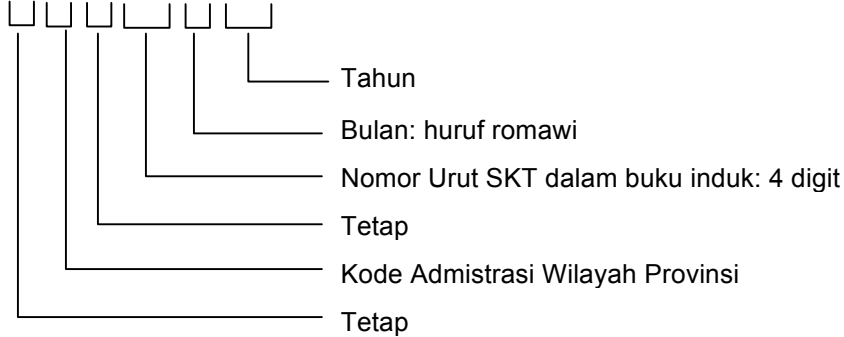 Tahun
Bulan: huruf romawi
Nomor Urut SKT dalam buku induk: 4 digit
Tetap
Kode Admistrasi Wilayah Provinsi
Tetap